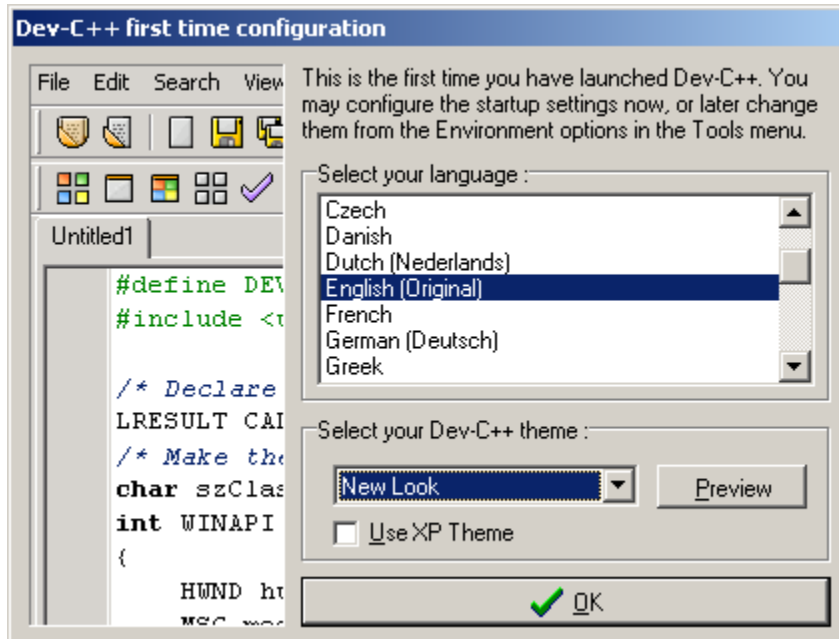 Dev-C++ first time configuration
File Edit Search View
Untitled1
#define DEV
#include <
/* Declare
LRESULT CAL
/* Make the
char szClas
int WINAPI
{
HWND
This is the first time you have launched Dev-C++. You
may configure the startup settings now, or later change
them from the Environment options in the Tools menu.
Select your language :
Czech
Danish
Dutch (Nederlands)
English (Original)
French
German (Deutsch)
Greek
Select your Dev-C++ theme :
New Look
Preview
Use XP Theme
OK